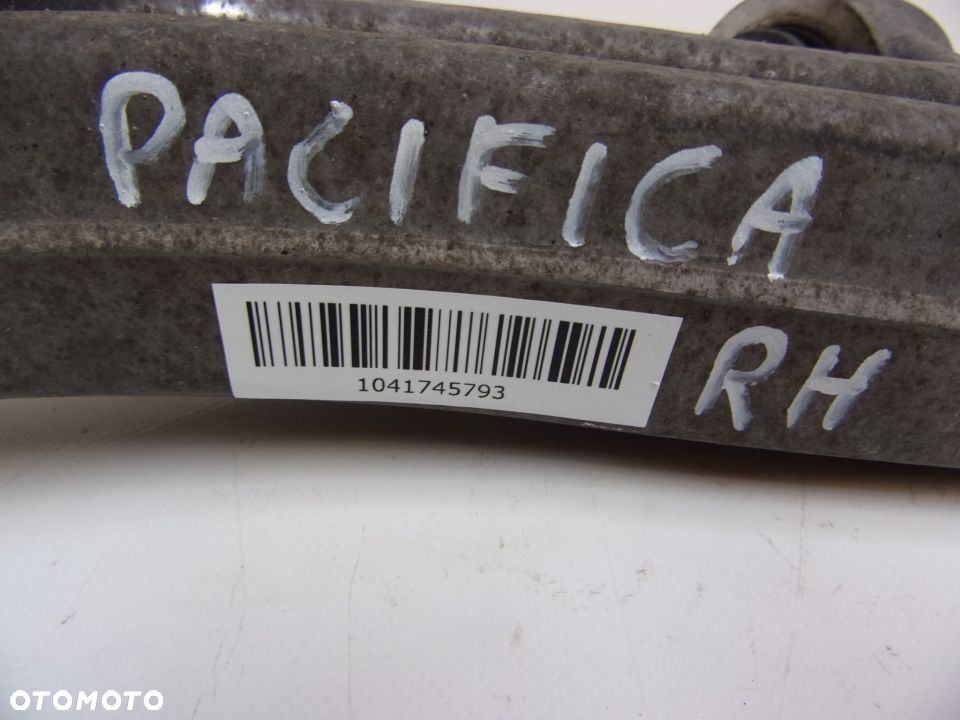 PACIFICA
1041745793
RH
OTOMOTO